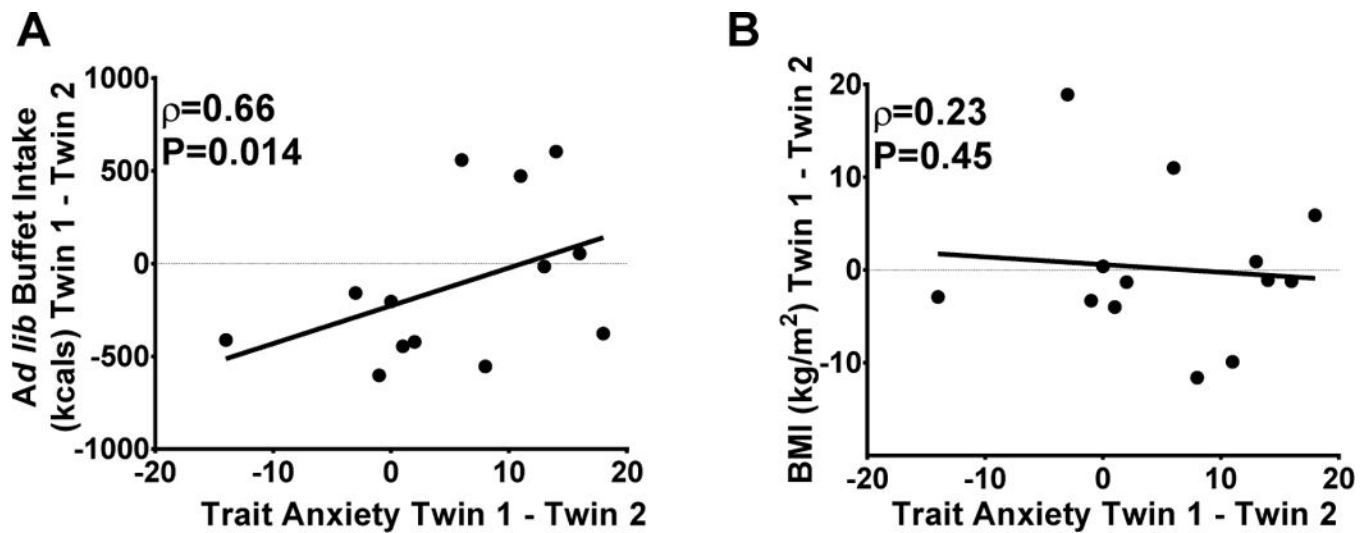 A
Ad lib Buffet Intake
(kcals) Twin 1 - Twin 2
1000
500
0
-500
-1000
ρ=0.66
P=0.014
-20
-10
0
10
20
Trait Anxiety Twin 1 - Twin 2
B
BMI (kg/m²) Twin 1 - Twin 2
20
10
0
-10
ρ=0.23
P=0.45
-20
-10
0
10
20
Trait Anxiety Twin 1 - Twin 2